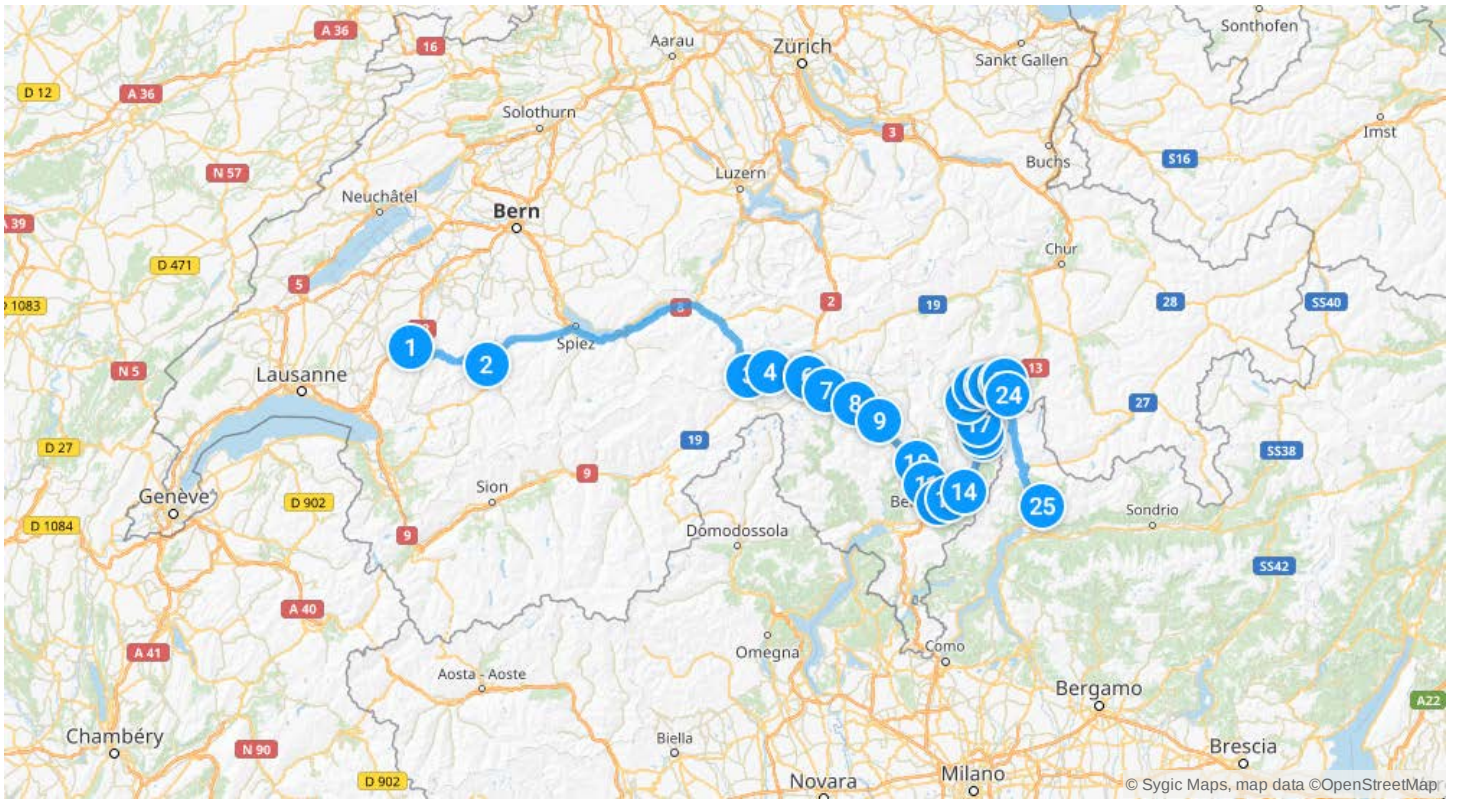 Sonthofen
A 36
16
Aarau
Zürich
Sankt Gallen
D 12
A 36
Solothurn
3
Imst
Buchs
S16
N 57
Luzern
Neuchâtel
Bern
39
D 471
Chur
5
D 1083
8
2
19
28
SS40
Spiez
1
2
N 5
Lausanne
4
13
7
8
24
27
9
17
D 27
19
SS38
10
Sion
9
14
Genève
D 902
Be
25
Sondrio
D 1084
9
Domodossola
SS42
A 40
Omegna
Como
A 41
Aosta - Aoste
Bergamo
A22
Chambéry
N 90
Biella
Brescia
D 902
Novara
Milano
© Sygic Maps, map data ©OpenStreetMap